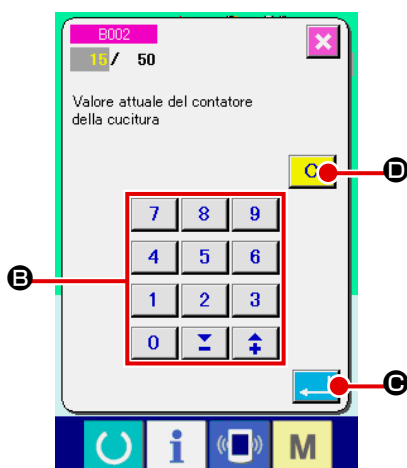 B002
15/ 50
Valore attuale del contatore
della cucitura
C
D
7 8 9
4 5 6
B
1 2 3
0
C
i
M